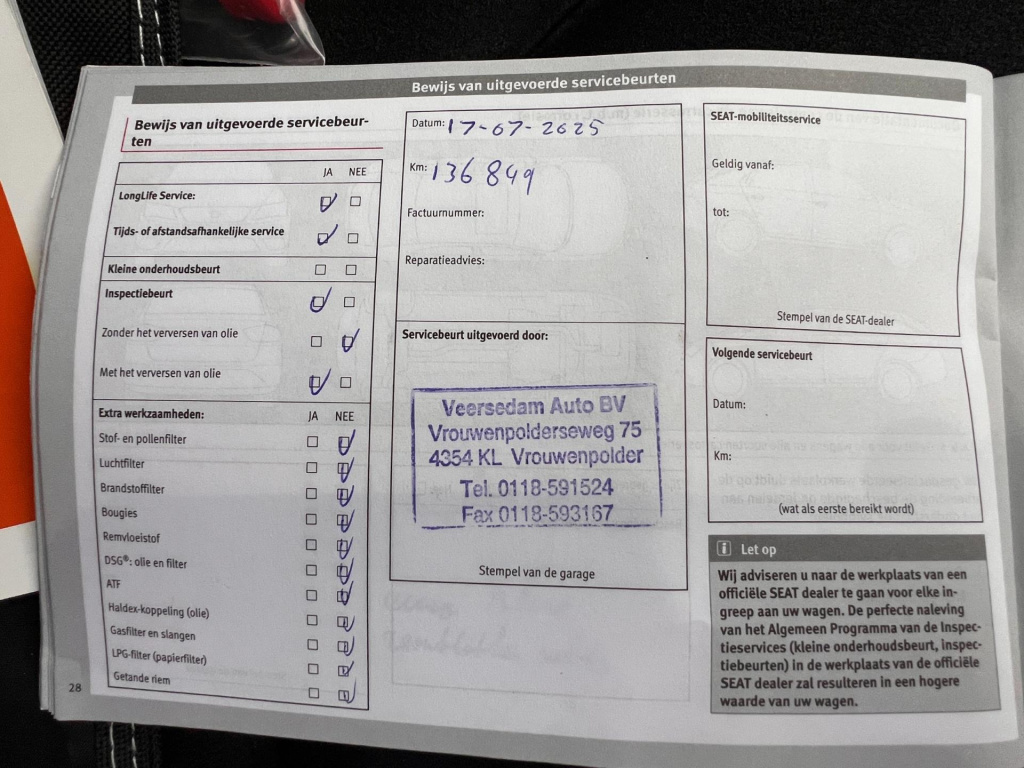 Bewijs van uitgevoerde servicebeurten
Bewijs van uitgevoerde servicebeur-
ten
JA NEE
LongLife Service:
Tijds- of afstandsafhankelijke service
Kleine onderhoudsbeurt
Inspectiebeurt
Zonder het verversen van olie
Met het verversen van olie
Extra werkzaamheden: JA NEE
Stof- en pollenfilter
Luchtfilter
Brandstoffilter
Bougies
Remvloeistof
DSG®: olie en filter
ATF
Haldex-koppeling (olie)
Gasfilter en slangen
LPG-filter (papierfilter)
Getande riem
28
Datum: 17-07-2025
Km: 136 849
Factuurnummer:
Reparatieadvies:
Servicebeurt uitgevoerd door:
Veersedam Auto BV
Vrouwenpolderseweg 75
4354 KL Vrouwenpolder
Tel. 0118-591524
Fax 0118-593167
Stempel van de garage
SEAT-mobiliteitsservice
Geldig vanaf:
tot:
Stempel van de SEAT-dealer
Volgende servicebeurt
Datum:
Km:
(wat als eerste bereikt wordt)
i Let op
Wij adviseren u naar de werkplaats van een
officiële SEAT dealer te gaan voor elke in-
greep aan uw wagen. De perfecte naleving
van het Algemeen Programma van de Inspec-
tieservices (kleine onderhoudsbeurt, inspec-
tiebeurten) in de werkplaats van de officiële
SEAT dealer zal resulteren in een hogere
waarde van uw wagen.